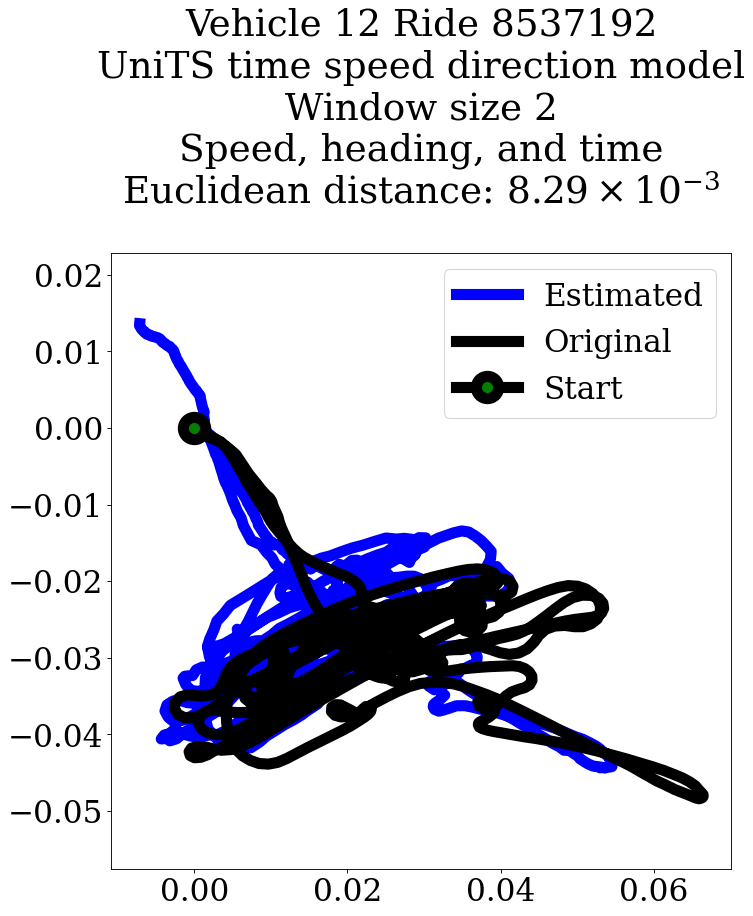 Vehicle 12 Ride 8537192
UniTS time speed direction model
Window size 2
Speed, heading, and time
Euclidean distance: 8.29 × 10⁻³
Estimated
Original
Start
0.02
0.01
0.00
−0.01
−0.02
−0.03
−0.04
−0.05
0.00 0.02 0.04 0.06